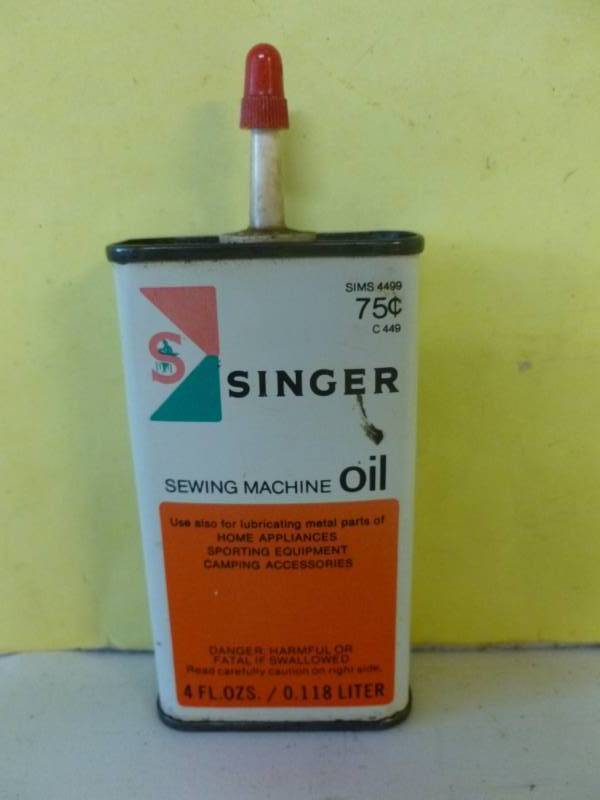 SIMS 4499
75¢
C 449
S
SINGER
SEWING MACHINE oil
Use also for lubricating metal parts of
HOME APPLIANCES
SPORTING EQUIPMENT
CAMPING ACCESSORIES
DANGER: HARMFUL OR
FATAL IF SWALLOWED
Read carefully caution on right side.
4 FL.OZS. / 0.118 LITER